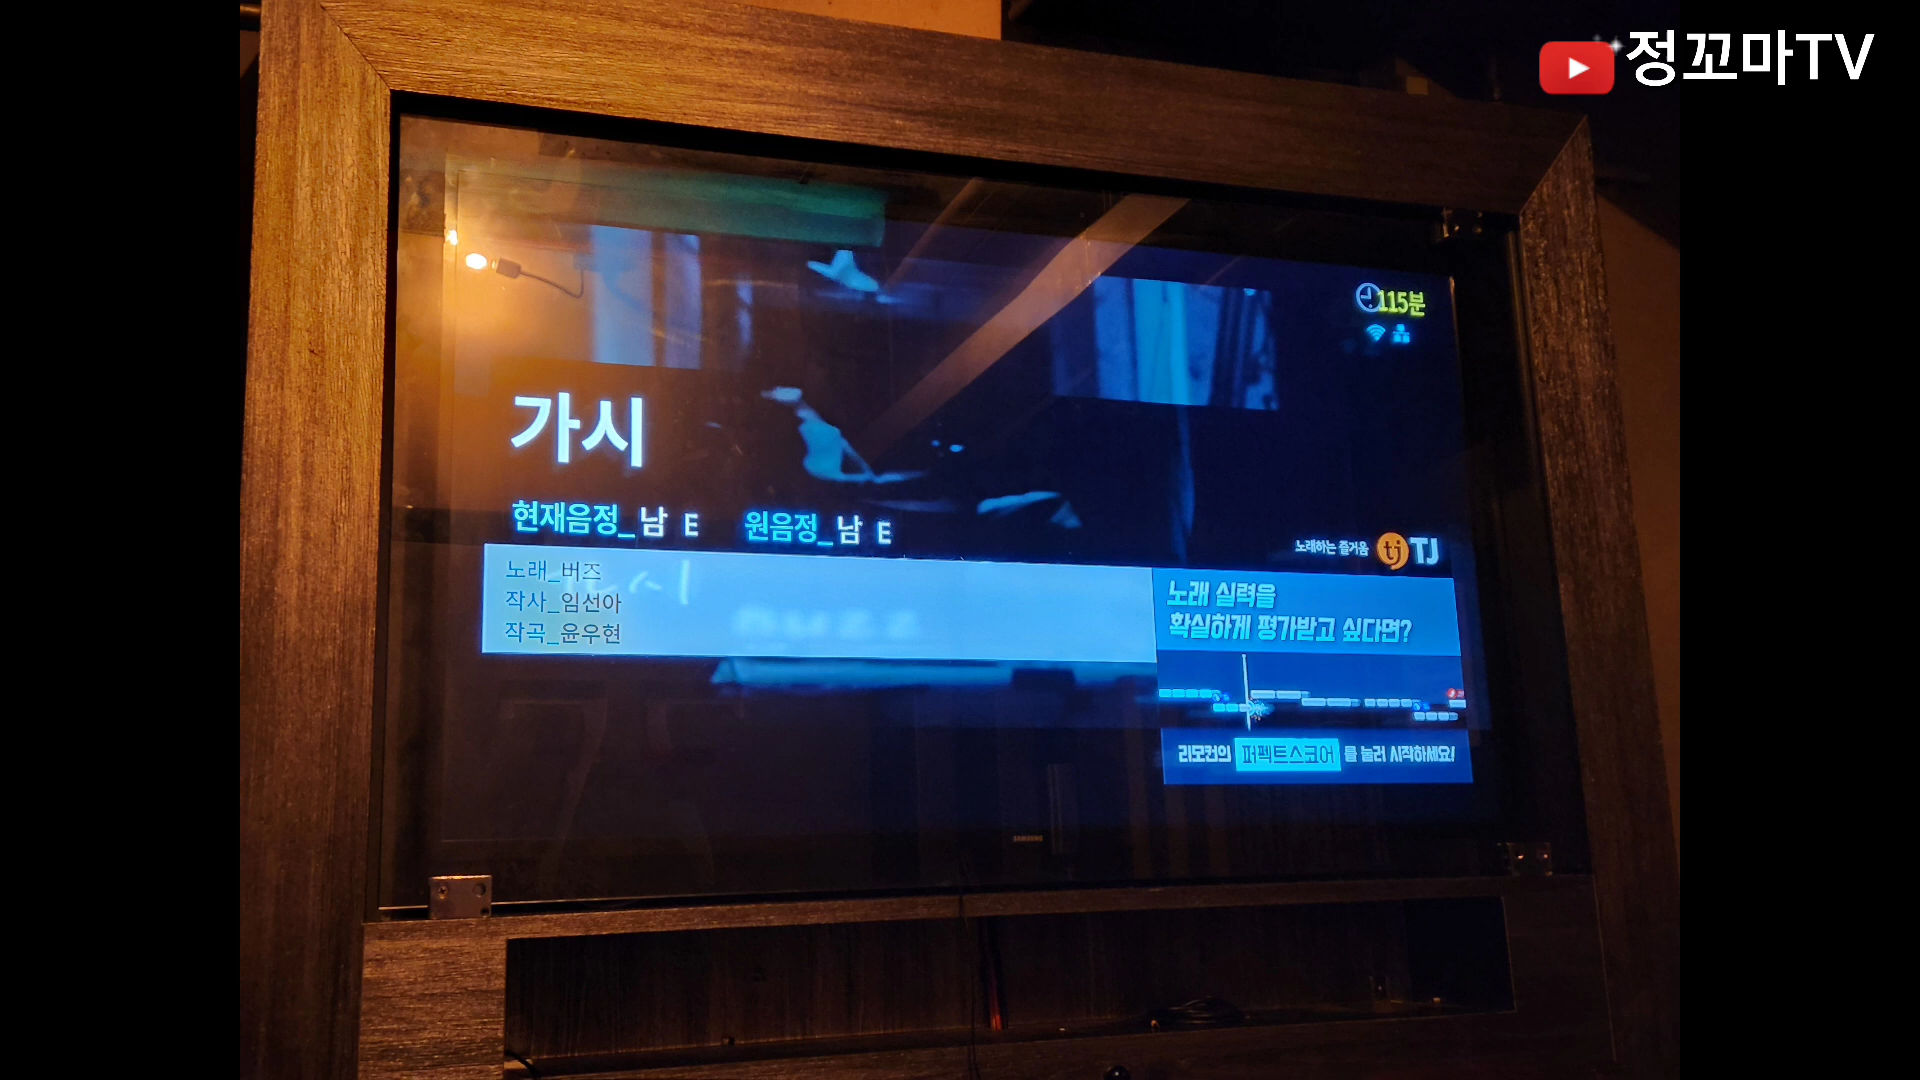 정꼬마TV
115분
가시
현재음정_남 E 원음정_남 E
노래하는 즐거움 tj TJ
노래_버즈
작사_임선아
작곡_윤우현
노래 실력을
확실하게 평가받고 싶다면?
리모컨의 퍼펙트스코어 를 눌러 시작하세요!
SAMSUNG